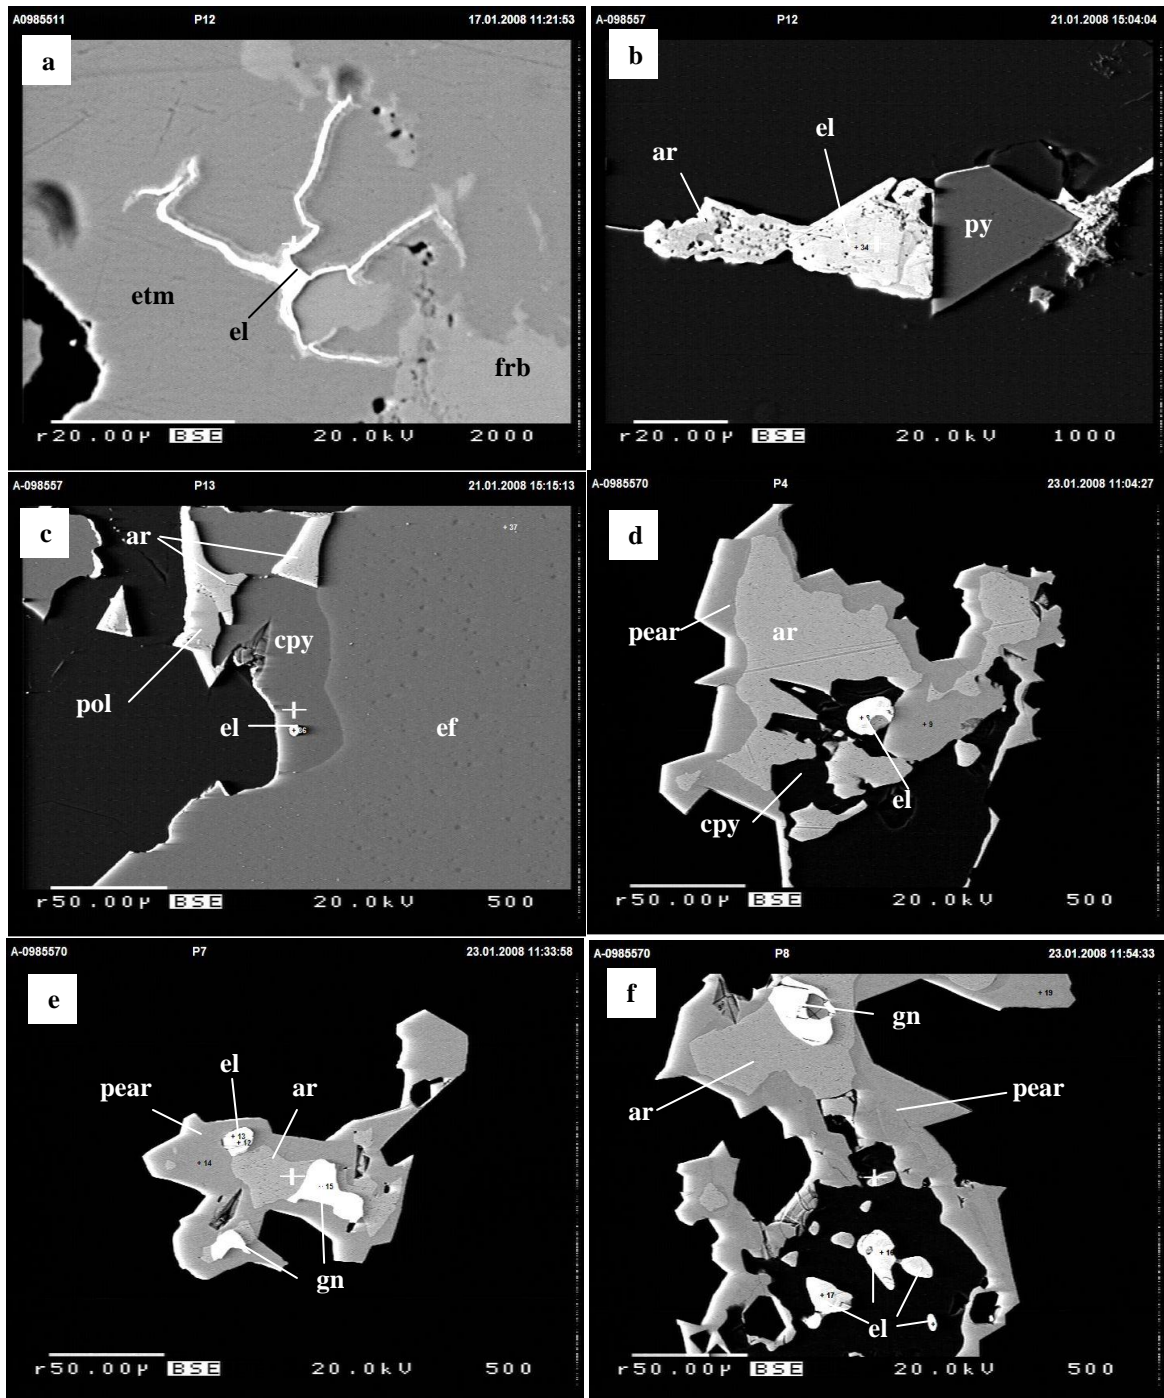 A0985511 P12 17.01.2008 11:21:53
a
etm
el
frb
r20.00µ BSE 20.0kV 2000
A-098557 P12 21.01.2008 15:04:04
b
el
ar
py
+ 34
r20.00µ BSE 20.0kV 1000
A-098557 P13 21.01.2008 15:15:13
c
ar
+ 37
cpy
pol
el
ef
r50.00µ BSE 20.0kV 500
A-0985570 P4 23.01.2008 11:04:27
d
pear
ar
+ 9
el
cpy
r50.00µ BSE 20.0kV 500
A-0985570 P7 23.01.2008 11:33:58
e
el
pear
ar
+ 13
+ 12
+ 14
15
gn
r50.00µ BSE 20.0kV 500
A-0985570 P8 23.01.2008 11:54:33
f
+ 19
gn
pear
ar
+ 16
+ 17
el
r50.00µ BSE 20.0kV 500